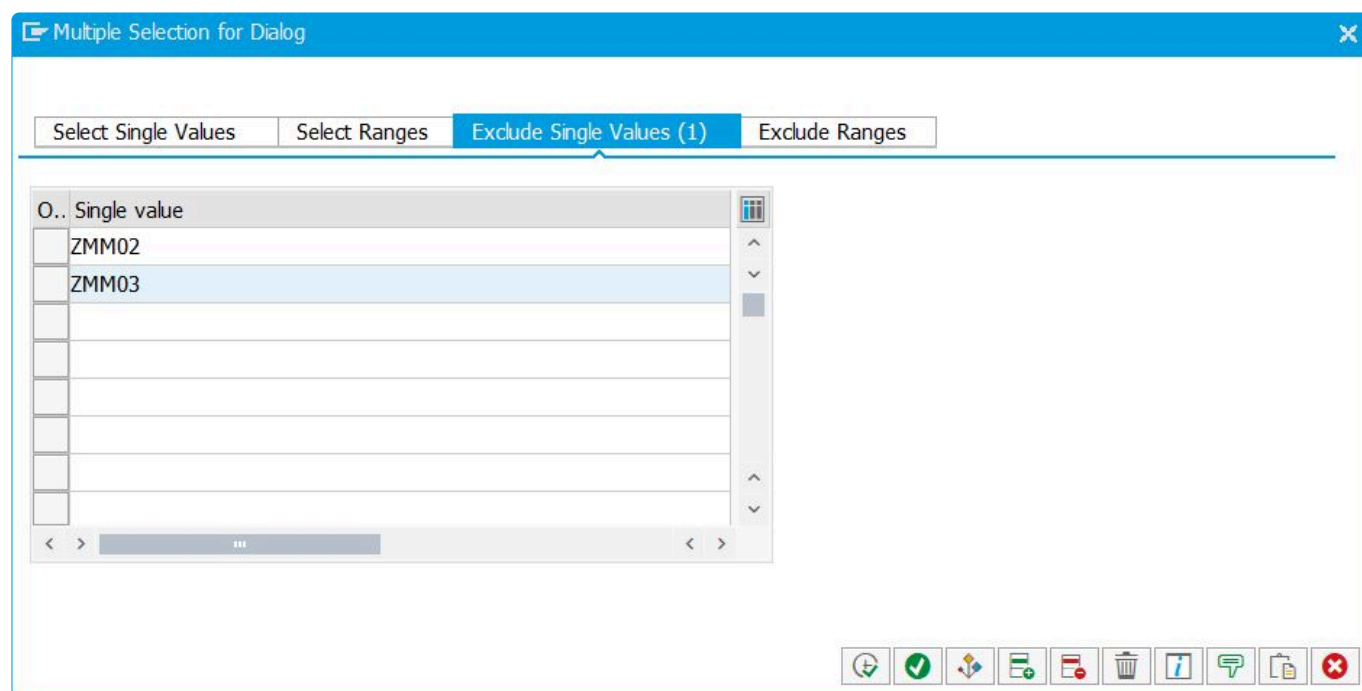 Multiple Selection for Dialog
Select Single Values Select Ranges Exclude Single Values (1) Exclude Ranges
O.. Single value
ZMM02
ZMM03